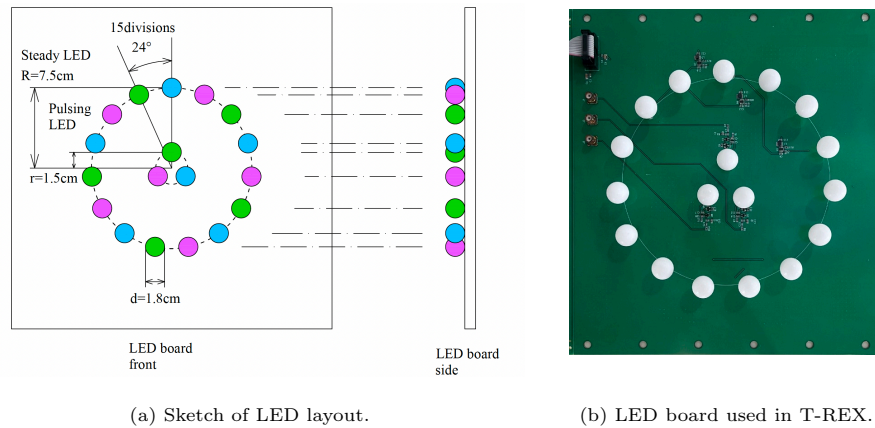 15divisions
24°
Steady LED
R=7.5cm
Pulsing
LED
r=1.5cm
d=1.8cm
LED board
front
LED board
side
(a) Sketch of LED layout.
(b) LED board used in T-REX.